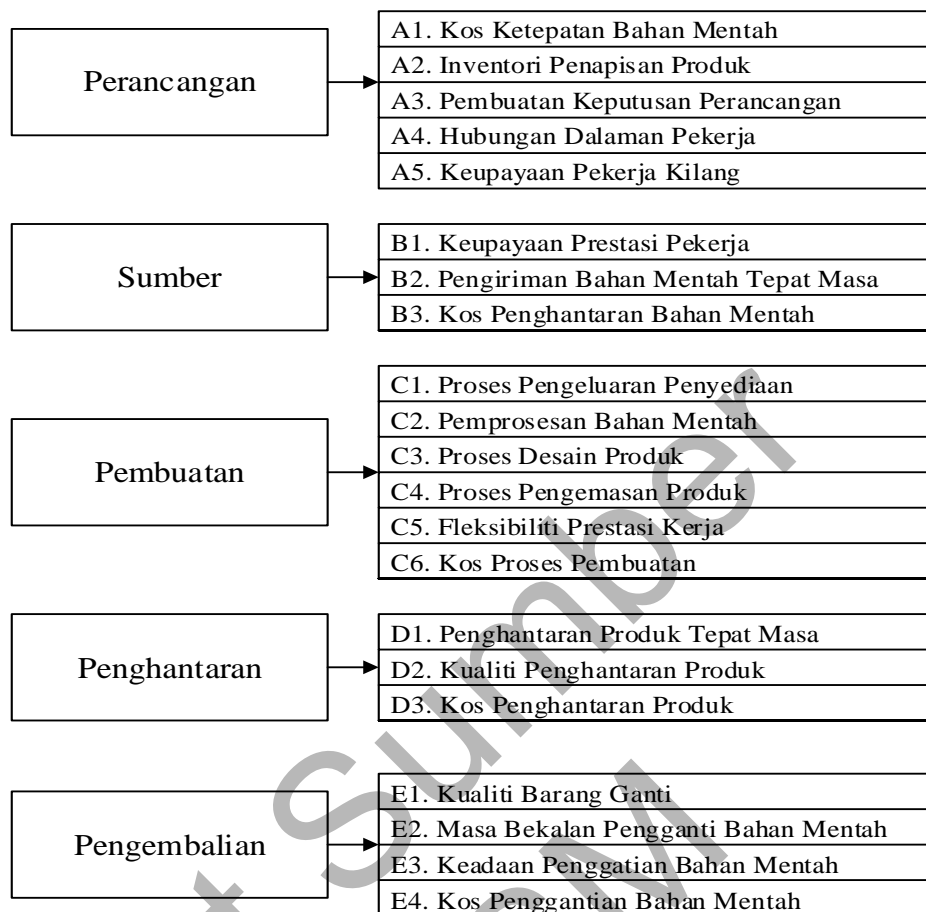 Perancangan
A1. Kos Ketepatan Bahan Mentah
A2. Inventori Penapisan Produk
A3. Pembuatan Keputusan Perancangan
A4. Hubungan Dalaman Pekerja
A5. Keupayaan Pekerja Kilang
Sumber
B1. Keupayaan Prestasi Pekerja
B2. Pengiriman Bahan Mentah Tepat Masa
B3. Kos Penghantaran Bahan Mentah
Pembuatan
C1. Proses Pengeluaran Penyediaan
C2. Pemprosesan Bahan Mentah
C3. Proses Desain Produk
C4. Proses Pengemasan Produk
C5. Fleksibiliti Prestasi Kerja
C6. Kos Proses Pembuatan
Penghantaran
D1. Penghantaran Produk Tepat Masa
D2. Kualiti Penghantaran Produk
D3. Kos Penghantaran Produk
Pengembalian
E1. Kualiti Barang Ganti
E2. Masa Bekalan Pengganti Bahan Mentah
E3. Keadaan Penggatian Bahan Mentah
E4. Kos Penggantian Bahan Mentah
Sumber